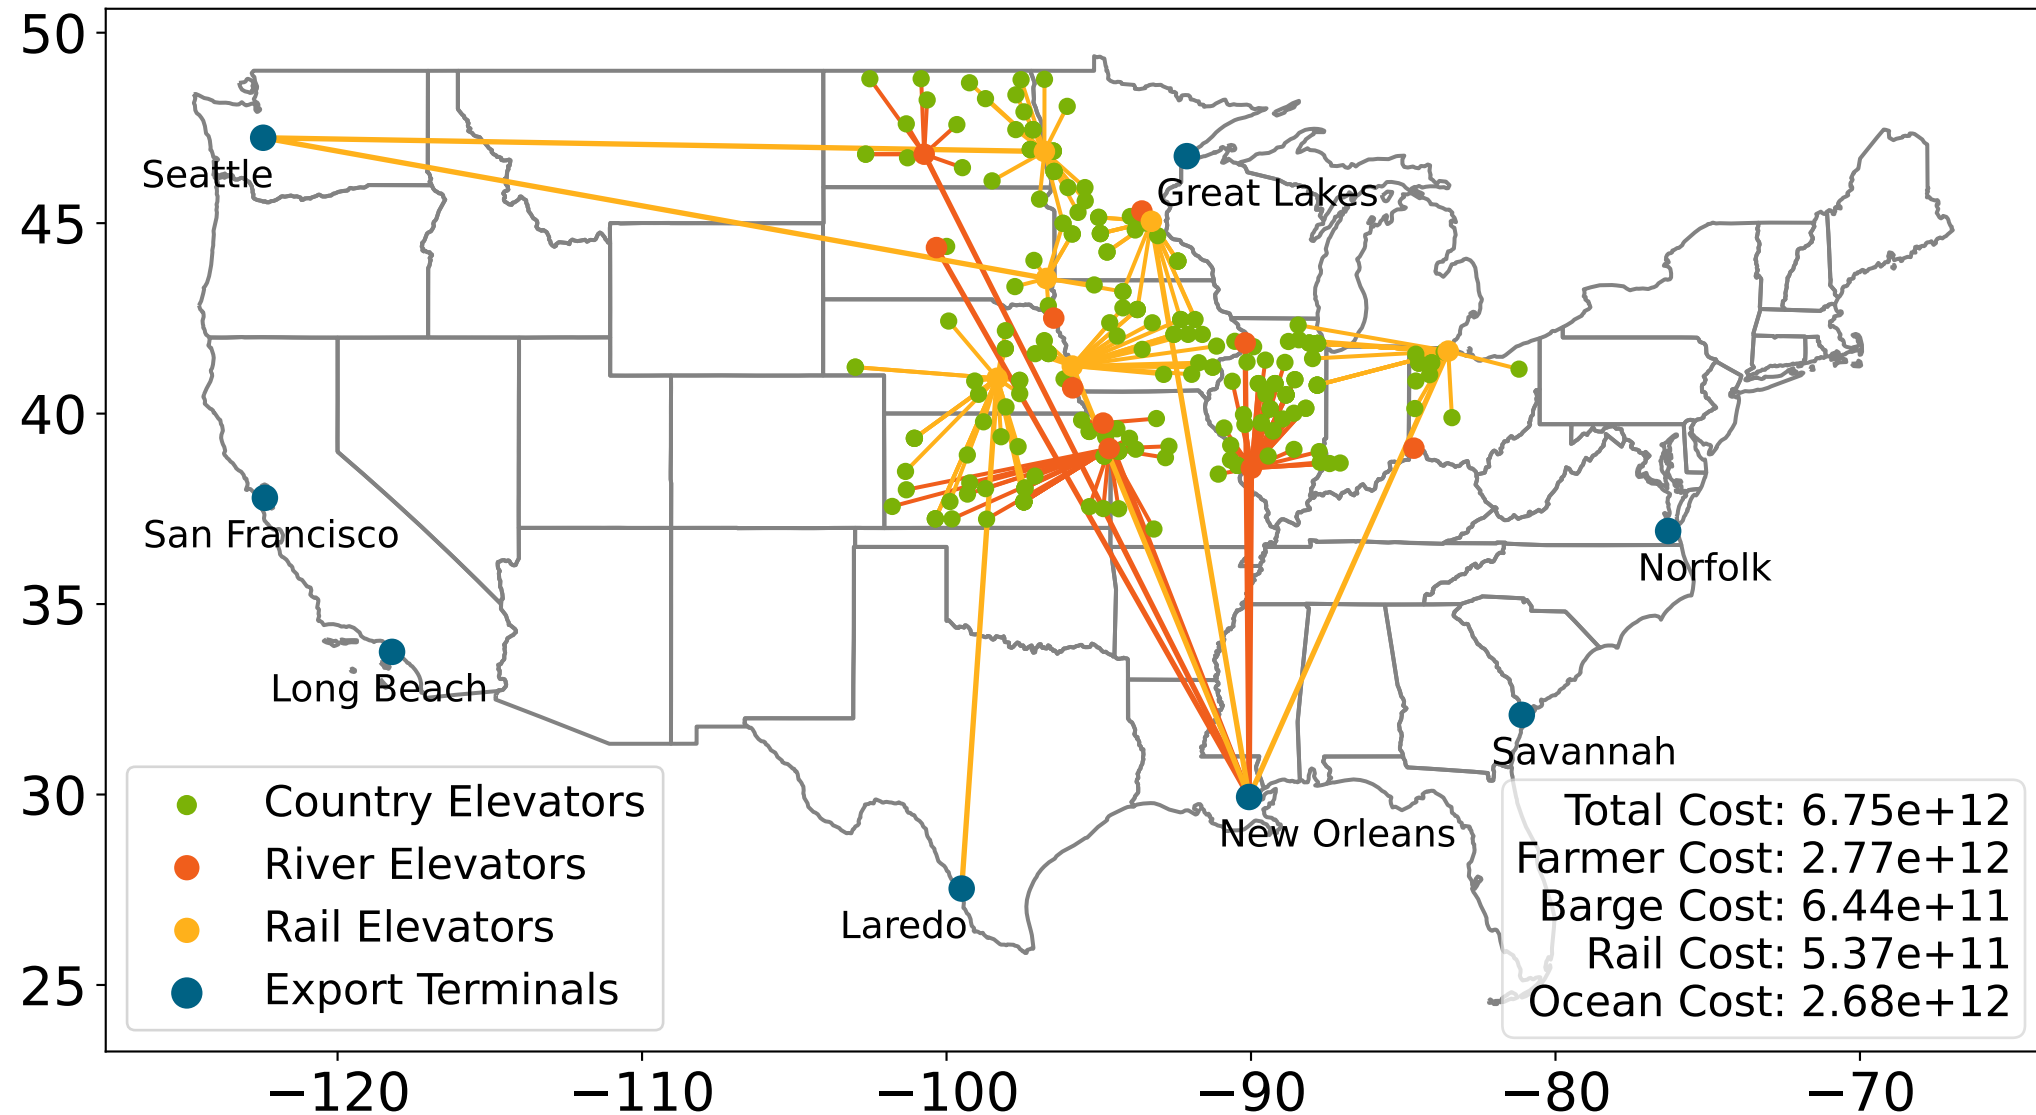 50
45
40
35
30
25
Seattle
Great Lakes
San Francisco
Norfolk
Long Beach
Savannah
New Orleans
Laredo
Country Elevators
River Elevators
Rail Elevators
Export Terminals
Total Cost: 6.75e+12
Farmer Cost: 2.77e+12
Barge Cost: 6.44e+11
Rail Cost: 5.37e+11
Ocean Cost: 2.68e+12
−120 −110 −100 −90 −80 −70